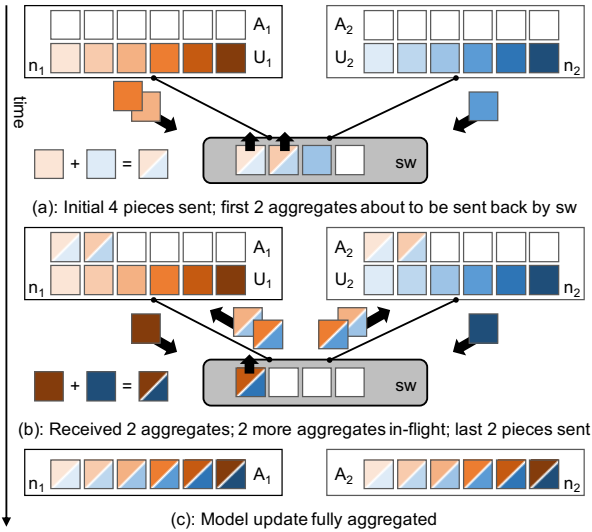 time
A1 A2
n1 U1 U2 n2
+ = sw
(a): Initial 4 pieces sent; first 2 aggregates about to be sent back by sw
A1 A2
n1 U1 U2 n2
+ = sw
(b): Received 2 aggregates; 2 more aggregates in-flight; last 2 pieces sent
n1 A1 A2 n2
(c): Model update fully aggregated